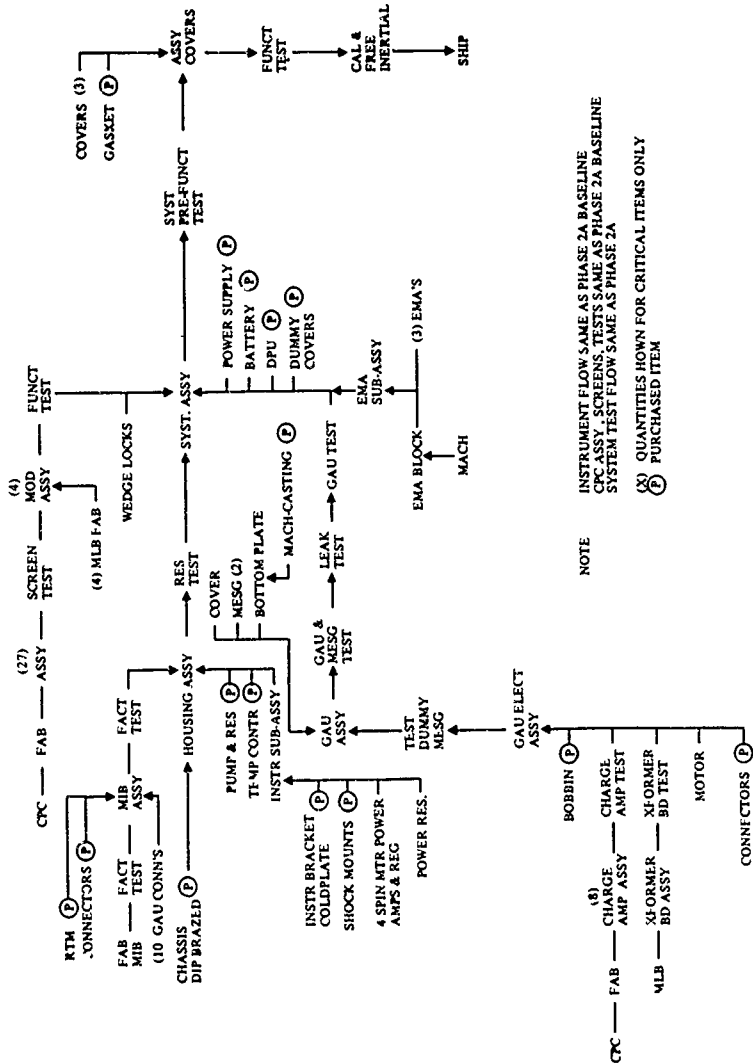 COVERS (3)
GASKET Ⓟ
ASSY
COVERS
FUNCT
TEST
CAL &
FREE
INERTIAL
SHIP
SYST
PRE-FUNCT
TEST
CPC
FAB
(27)
ASSY
SCREEN
TEST
(4)
MOD
ASSY
(4) MLB FAB
FUNCT
TEST
WEDGE LOCKS
SYST. ASSY
POWER SUPPLY Ⓟ
BATTERY Ⓟ
DPU Ⓟ
DUMMY Ⓟ
COVERS
RTM Ⓟ
CONNECTORS Ⓟ
FAB
MIB
FACT
TEST
MIB
ASSY
(10 GAU CONN'S
FACT
TEST
CHASSIS
DIP BRAZED Ⓟ
HOUSING ASSY
RES
TEST
PUMP & RES Ⓟ
TEMP CONTR Ⓟ
INSTR SUB-ASSY
INSTR BRACKET Ⓟ
COLDPLATE
SHOCK MOUNTS Ⓟ
4 SPIN MTR POWER
AMPS & REG
POWER RES.
COVER
MESG (2)
BOTTOM PLATE
MACH-CASTING Ⓟ
GAU
ASSY
GAU &
MESG
TEST
LEAK
TEST
GAU TEST
EMA
SUB-ASSY
EMA BLOCK
(3) EMA'S
MACH
TEST
DUMMY
MESG
GAU ELECT
ASSY
BOBBIN Ⓟ
CPC
FAB
(8)
CHARGE
AMP ASSY
CHARGE
AMP TEST
MLB
XFORMER
BD ASSY
XFORMER
BD TEST
MOTOR
CONNECTORS Ⓟ
NOTE
INSTRUMENT FLOW SAME AS PHASE 2A BASELINE
CPC ASSY, SCREENS, TESTS SAME AS PHASE 2A BASELINE
SYSTEM TEST FLOW SAME AS PHASE 2A
(X) QUANTITIES HOWN FOR CRITICAL ITEMS ONLY
Ⓟ PURCHASED ITEM